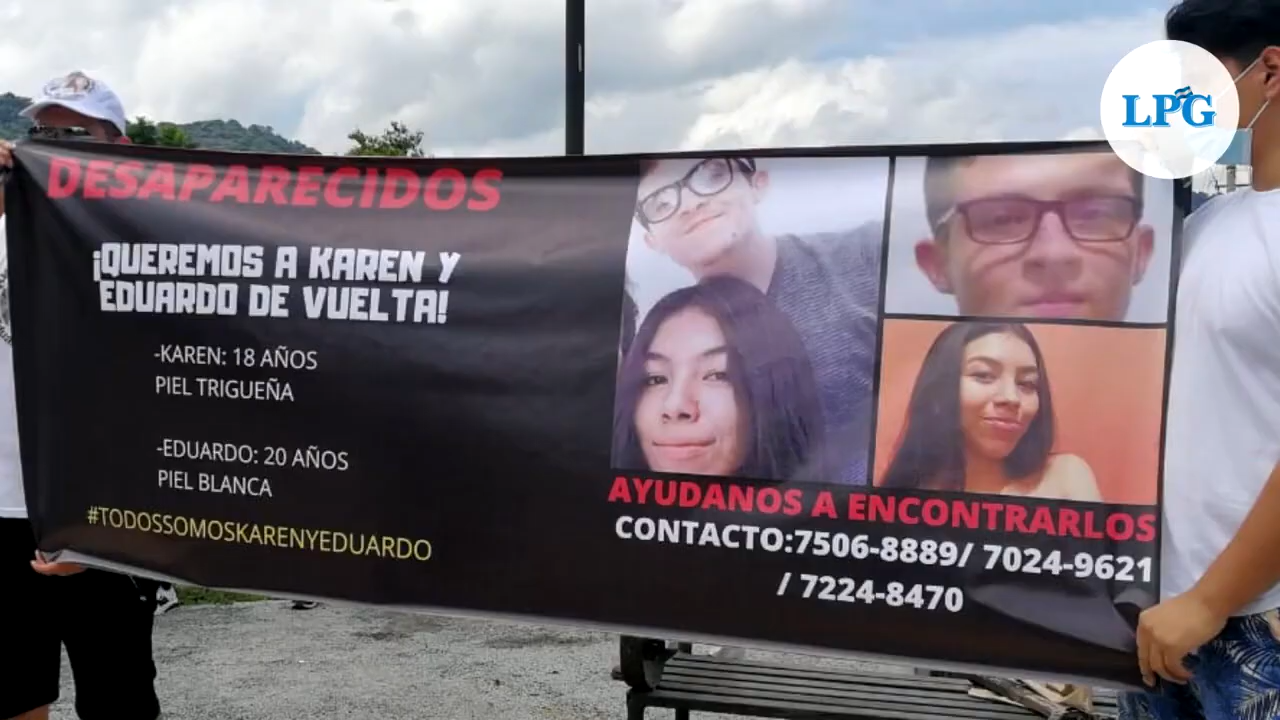 DESAPARECIDOS
¡QUEREMOS A KAREN Y
EDUARDO DE VUELTA!
-KAREN: 18 AÑOS
PIEL TRIGUEÑA
-EDUARDO: 20 AÑOS
PIEL BLANCA
#TODOSSOMOSKARENYEDUARDO
AYUDANOS A ENCONTRARLOS
CONTACTO:7506-8889/ 7024-9621
/ 7224-8470
LPG